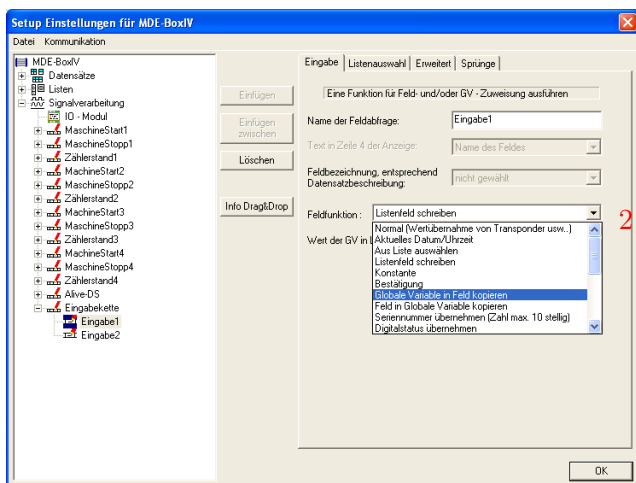 Setup Einstellungen für MDE-BoxIV
Datei Kommunikation
MDE-BoxIV
Datensätze
Listen
Signalverarbeitung
IO - Modul
MaschineStart1
MaschineStopp1
Zählerstand1
MachineStart2
MaschineStopp2
Zählerstand2
MachineStart3
MaschineStopp3
Zählerstand3
MachineStart4
MaschineStopp4
Zählerstand4
Alive-DS
Eingabekette
Eingabe1
Eingabe2
Einfügen
Einfügen
zwischen
Löschen
Info Drag&Drop
Eingabe Listenauswahl Erweitert Sprünge
Eine Funktion für Feld- und/oder GV - Zuweisung ausführen
Name der Feldabfrage: Eingabe1
Text in Zeile 4 der Anzeige: Name des Feldes
Feldbezeichnung, entsprechend
Datensatzbeschreibung: nicht gewählt
Feldfunktion : Listenfeld schreiben 2
Wert der GV in
Normal (Wertübernahme von Transponder usw..)
Aktuelles Datum/Uhrzeit
Aus Liste auswählen
Listenfeld schreiben
Konstante
Bestätigung
Globale Variable in Feld kopieren
Feld in Globale Variable kopieren
Seriennummer übernehmen (Zahl max. 10 stellig)
Digitalstatus übernehmen
OK